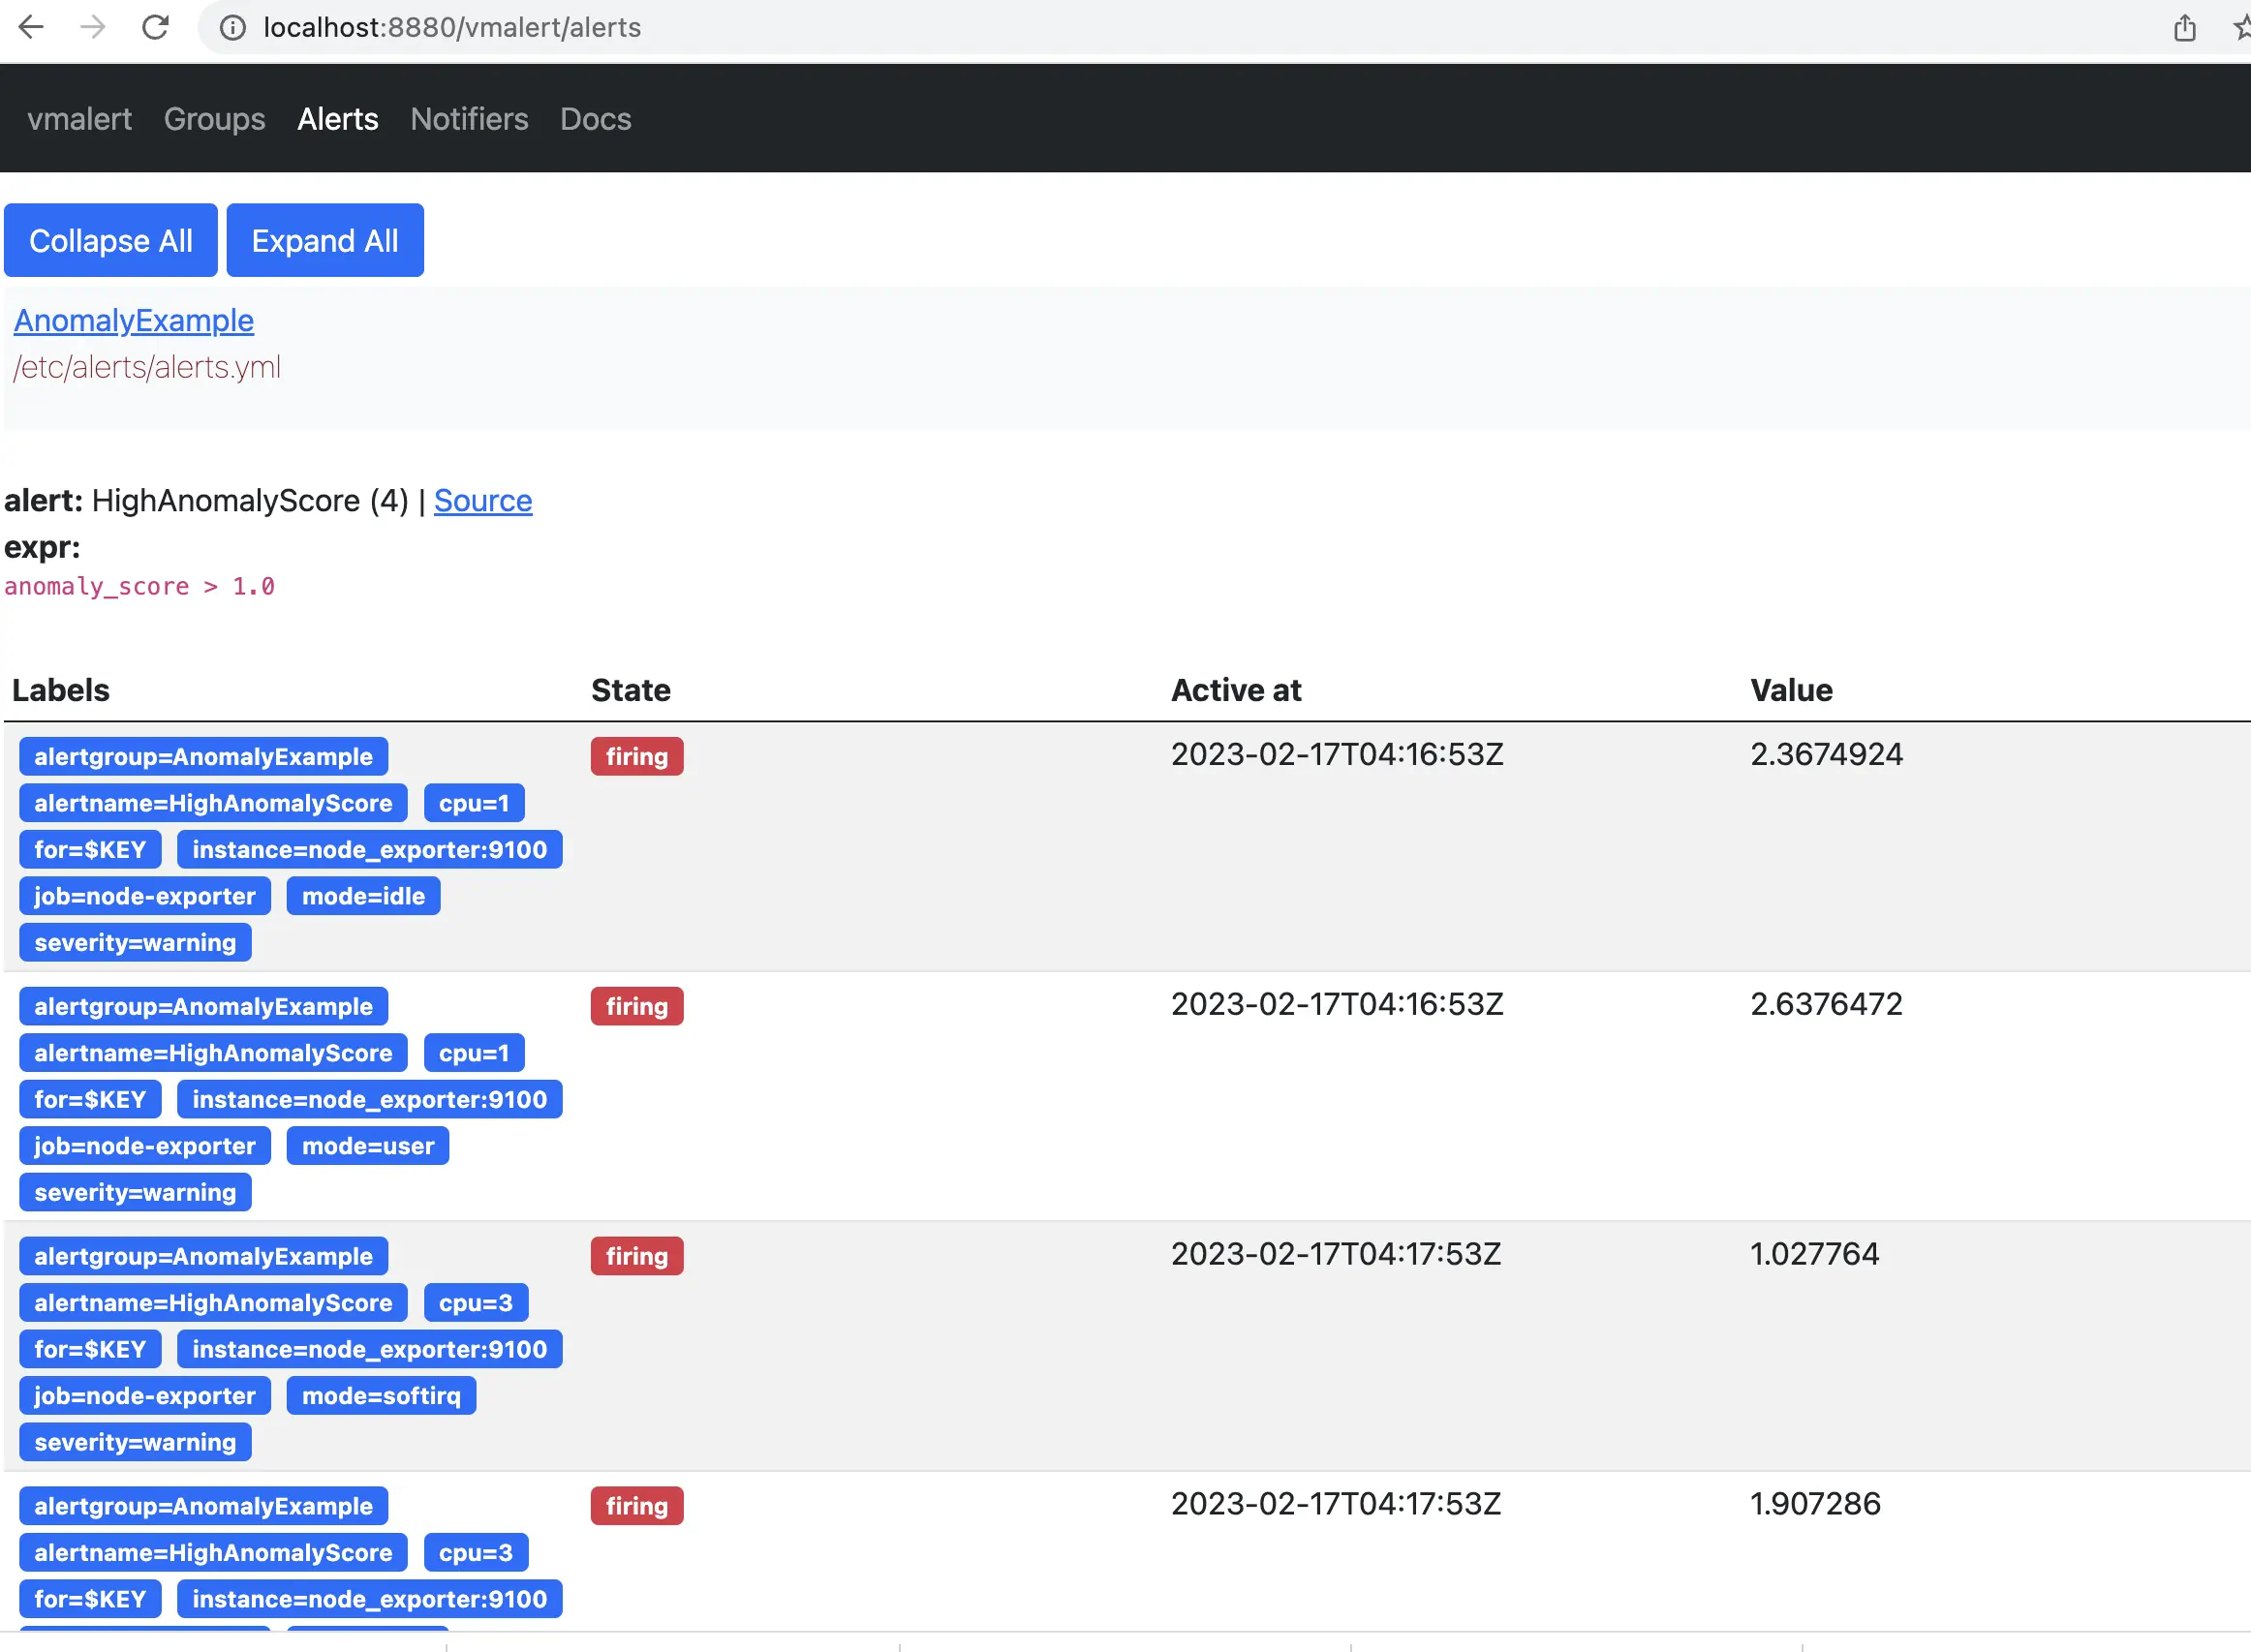 localhost:8880/vmalert/alerts
vmalert Groups Alerts Notifiers Docs
Collapse All Expand All
AnomalyExample
/etc/alerts/alerts.yml
alert: HighAnomalyScore (4) | Source
expr:
anomaly_score > 1.0
Labels State Active at Value
alertgroup=AnomalyExample firing 2023-02-17T04:16:53Z 2.3674924
alertname=HighAnomalyScore cpu=1
for=$KEY instance=node_exporter:9100
job=node-exporter mode=idle
severity=warning
alertgroup=AnomalyExample firing 2023-02-17T04:16:53Z 2.6376472
alertname=HighAnomalyScore cpu=1
for=$KEY instance=node_exporter:9100
job=node-exporter mode=user
severity=warning
alertgroup=AnomalyExample firing 2023-02-17T04:17:53Z 1.027764
alertname=HighAnomalyScore cpu=3
for=$KEY instance=node_exporter:9100
job=node-exporter mode=softirq
severity=warning
alertgroup=AnomalyExample firing 2023-02-17T04:17:53Z 1.907286
alertname=HighAnomalyScore cpu=3
for=$KEY instance=node_exporter:9100